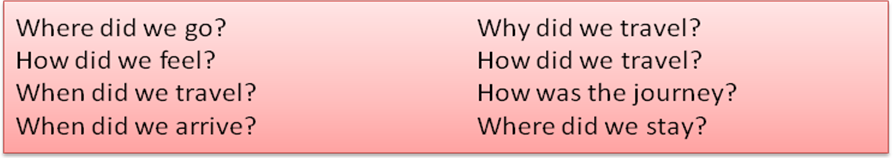 Where did we go?
How did we feel?
When did we travel?
When did we arrive?
Why did we travel?
How did we travel?
How was the journey?
Where did we stay?